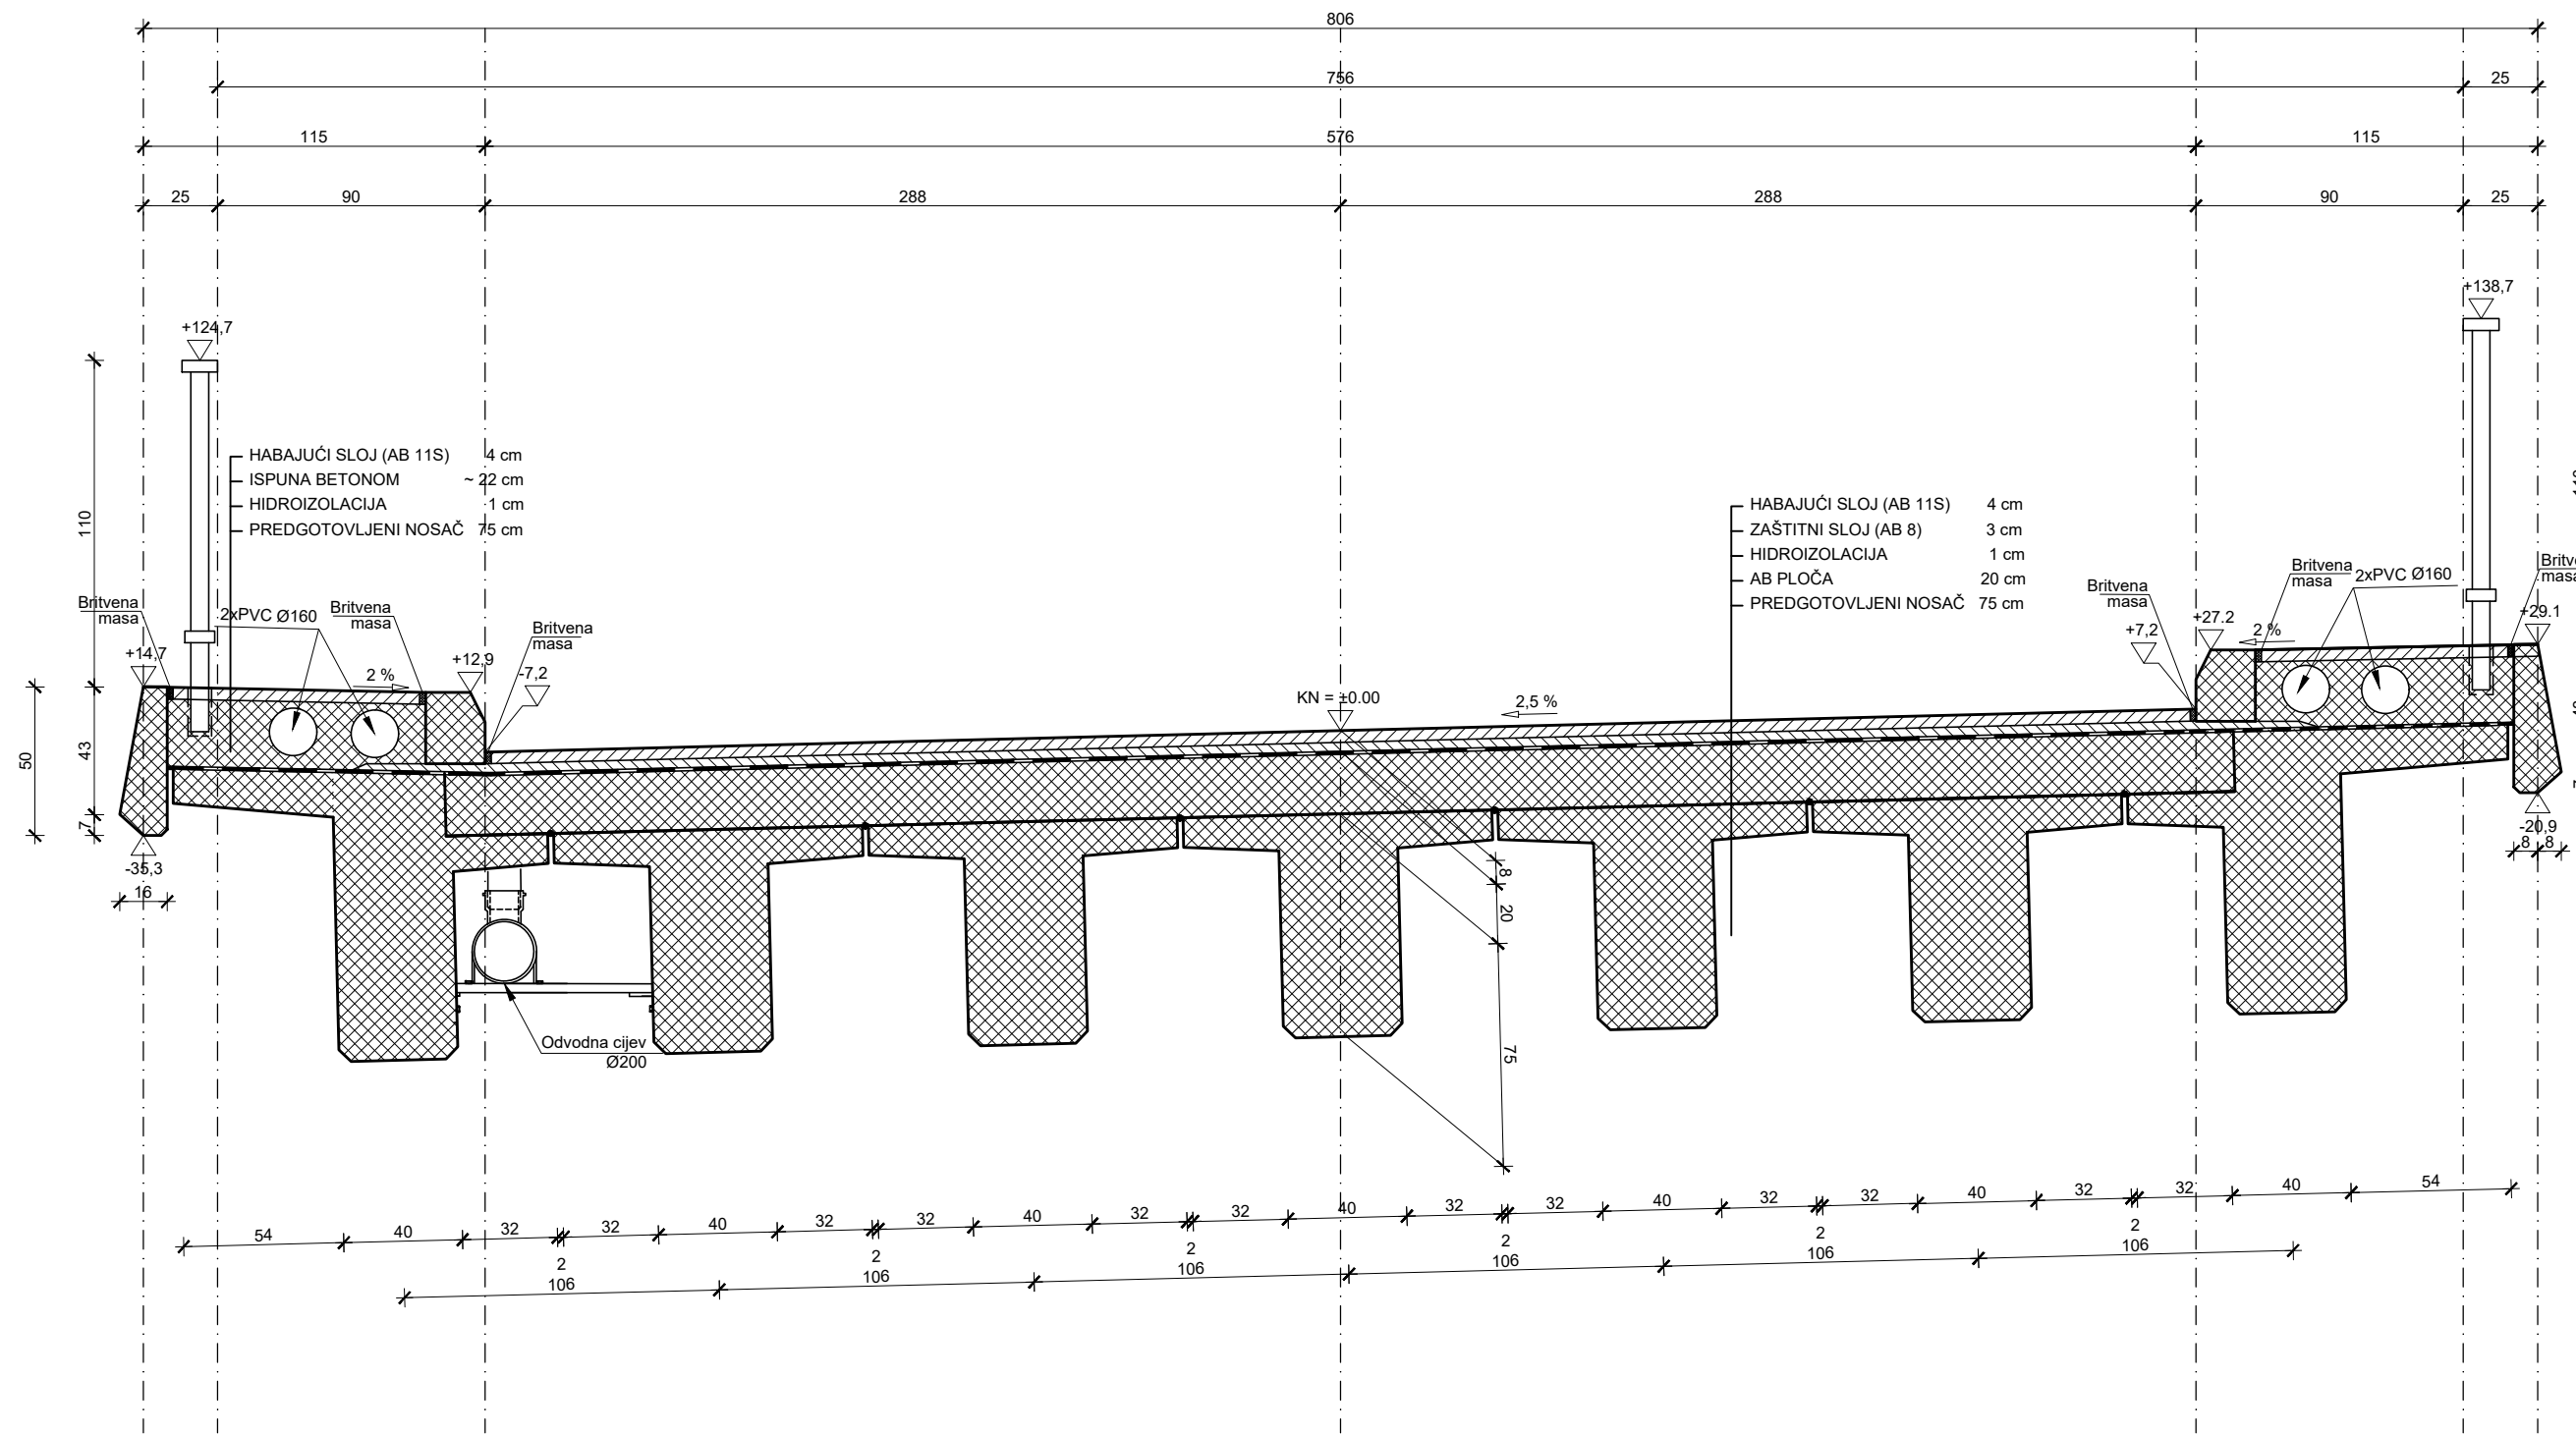 806
756 25
115 576 115
25 90 288 288 90 25
+138,7
+124,7
HABAJUĆI SLOJ (AB 11S) 4 cm
ISPUNA BETONOM ~ 22 cm
HIDROIZOLACIJA 1 cm
PREDGOTOVLJENI NOSAČ 75 cm
HABAJUĆI SLOJ (AB 11S) 4 cm
ZAŠTITNI SLOJ (AB 8) 3 cm
HIDROIZOLACIJA 1 cm
AB PLOČA 20 cm
PREDGOTOVLJENI NOSAČ 75 cm
110
43
7
50
Britvena
masa
2xPVC Ø160
Britvena
masa
Britvena
masa
+14,7
2 %
+12,9
-7,2
KN = ±0.00
2,5 %
Britvena
masa
+7,2
+27.2
2 %
Britvena
masa
2xPVC Ø160
+29.1
-35,3
16
-20,9
8 8
8
20
75
Odvodna cijev
Ø200
54 40 32 32 40 32 32 40 32 32 40 32 32 40 32 32 40 32 32 40 54
2 2 2 2 2 2
106 106 106 106 106 106